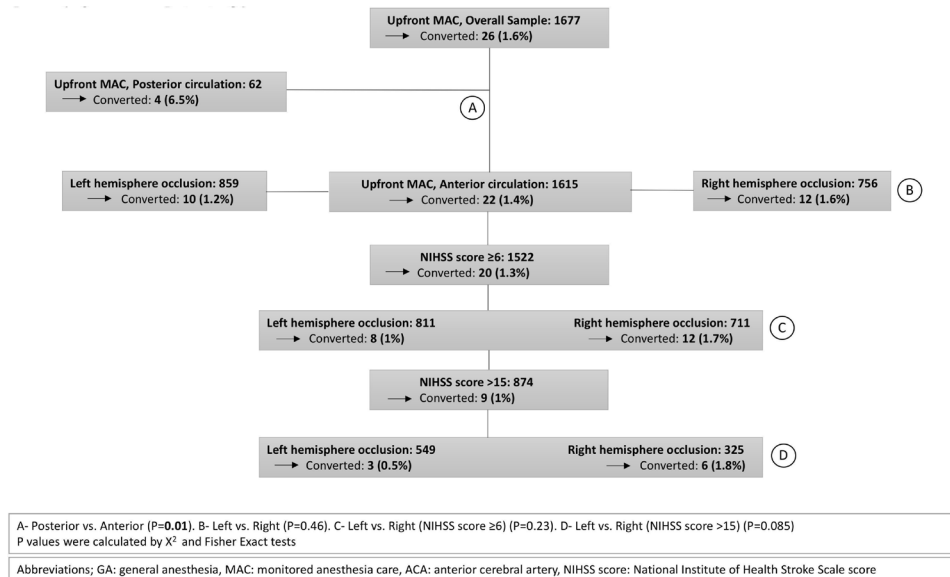 Upfront MAC, Overall Sample: 1677
→ Converted: 26 (1.6%)
Upfront MAC, Posterior circulation: 62
→ Converted: 4 (6.5%)
A
Left hemisphere occlusion: 859
→ Converted: 10 (1.2%)
Upfront MAC, Anterior circulation: 1615
→ Converted: 22 (1.4%)
Right hemisphere occlusion: 756
→ Converted: 12 (1.6%)
B
NIHSS score ≥6: 1522
→ Converted: 20 (1.3%)
Left hemisphere occlusion: 811
→ Converted: 8 (1%)
Right hemisphere occlusion: 711
→ Converted: 12 (1.7%)
C
NIHSS score >15: 874
→ Converted: 9 (1%)
Left hemisphere occlusion: 549
→ Converted: 3 (0.5%)
Right hemisphere occlusion: 325
→ Converted: 6 (1.8%)
D
A- Posterior vs. Anterior (P=0.01). B- Left vs. Right (P=0.46). C- Left vs. Right (NIHSS score ≥6) (P=0.23). D- Left vs. Right (NIHSS score >15) (P=0.085)
P values were calculated by X² and Fisher Exact tests
Abbreviations; GA: general anesthesia, MAC: monitored anesthesia care, ACA: anterior cerebral artery, NIHSS score: National Institute of Health Stroke Scale score